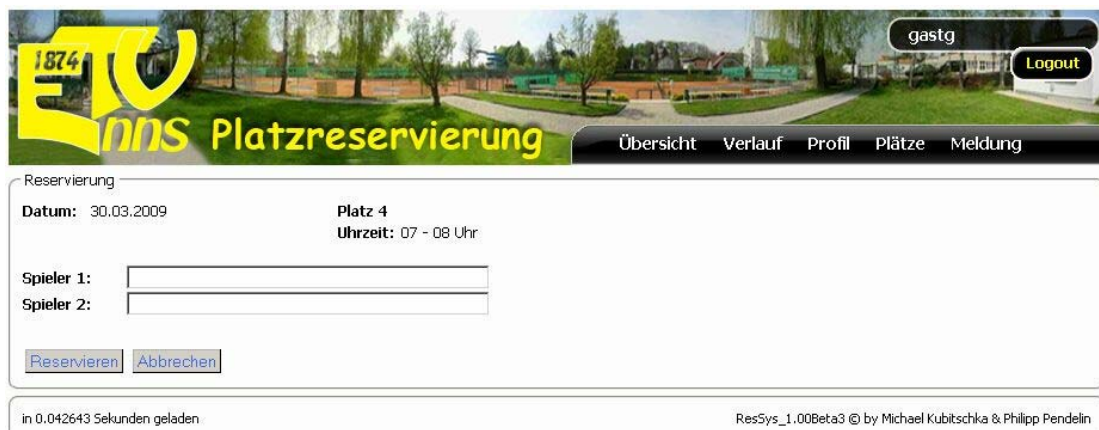 1874
ETV
Enns Platzreservierung
gastg
Logout
Übersicht Verlauf Profil Plätze Meldung
Reservierung
Datum: 30.03.2009 Platz 4
Uhrzeit: 07 - 08 Uhr
Spieler 1:
Spieler 2:
Reservieren Abbrechen
in 0.042643 Sekunden geladen ResSys_1.00Beta3 © by Michael Kubitschka & Philipp Pendelin